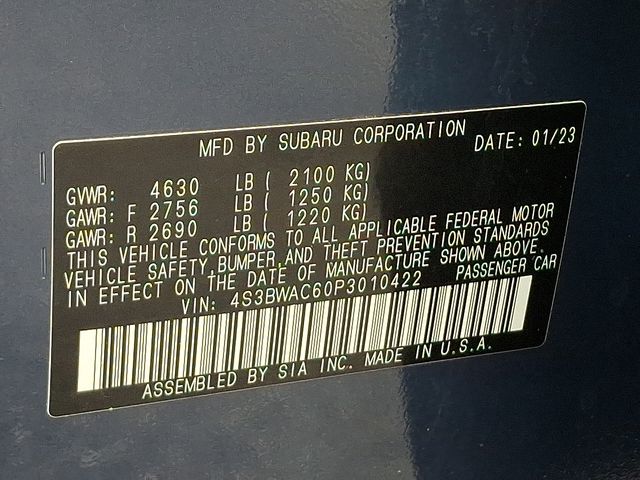 MFD BY SUBARU CORPORATION DATE: 01/23
GVWR: 4630 LB ( 2100 KG)
GAWR: F 2756 LB ( 1250 KG)
GAWR: R 2690 LB ( 1220 KG)
THIS VEHICLE CONFORMS TO ALL APPLICABLE FEDERAL MOTOR
VEHICLE SAFETY, BUMPER, AND THEFT PREVENTION STANDARDS
IN EFFECT ON THE DATE OF MANUFACTURE SHOWN ABOVE.
VIN: 4S3BWAC60P3010422 PASSENGER CAR
ASSEMBLED BY SIA INC. MADE IN U.S.A.